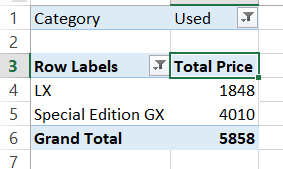 1 Category Used
2
3 Row Labels Total Price
4 LX 1848
5 Special Edition GX 4010
6 Grand Total 5858
7